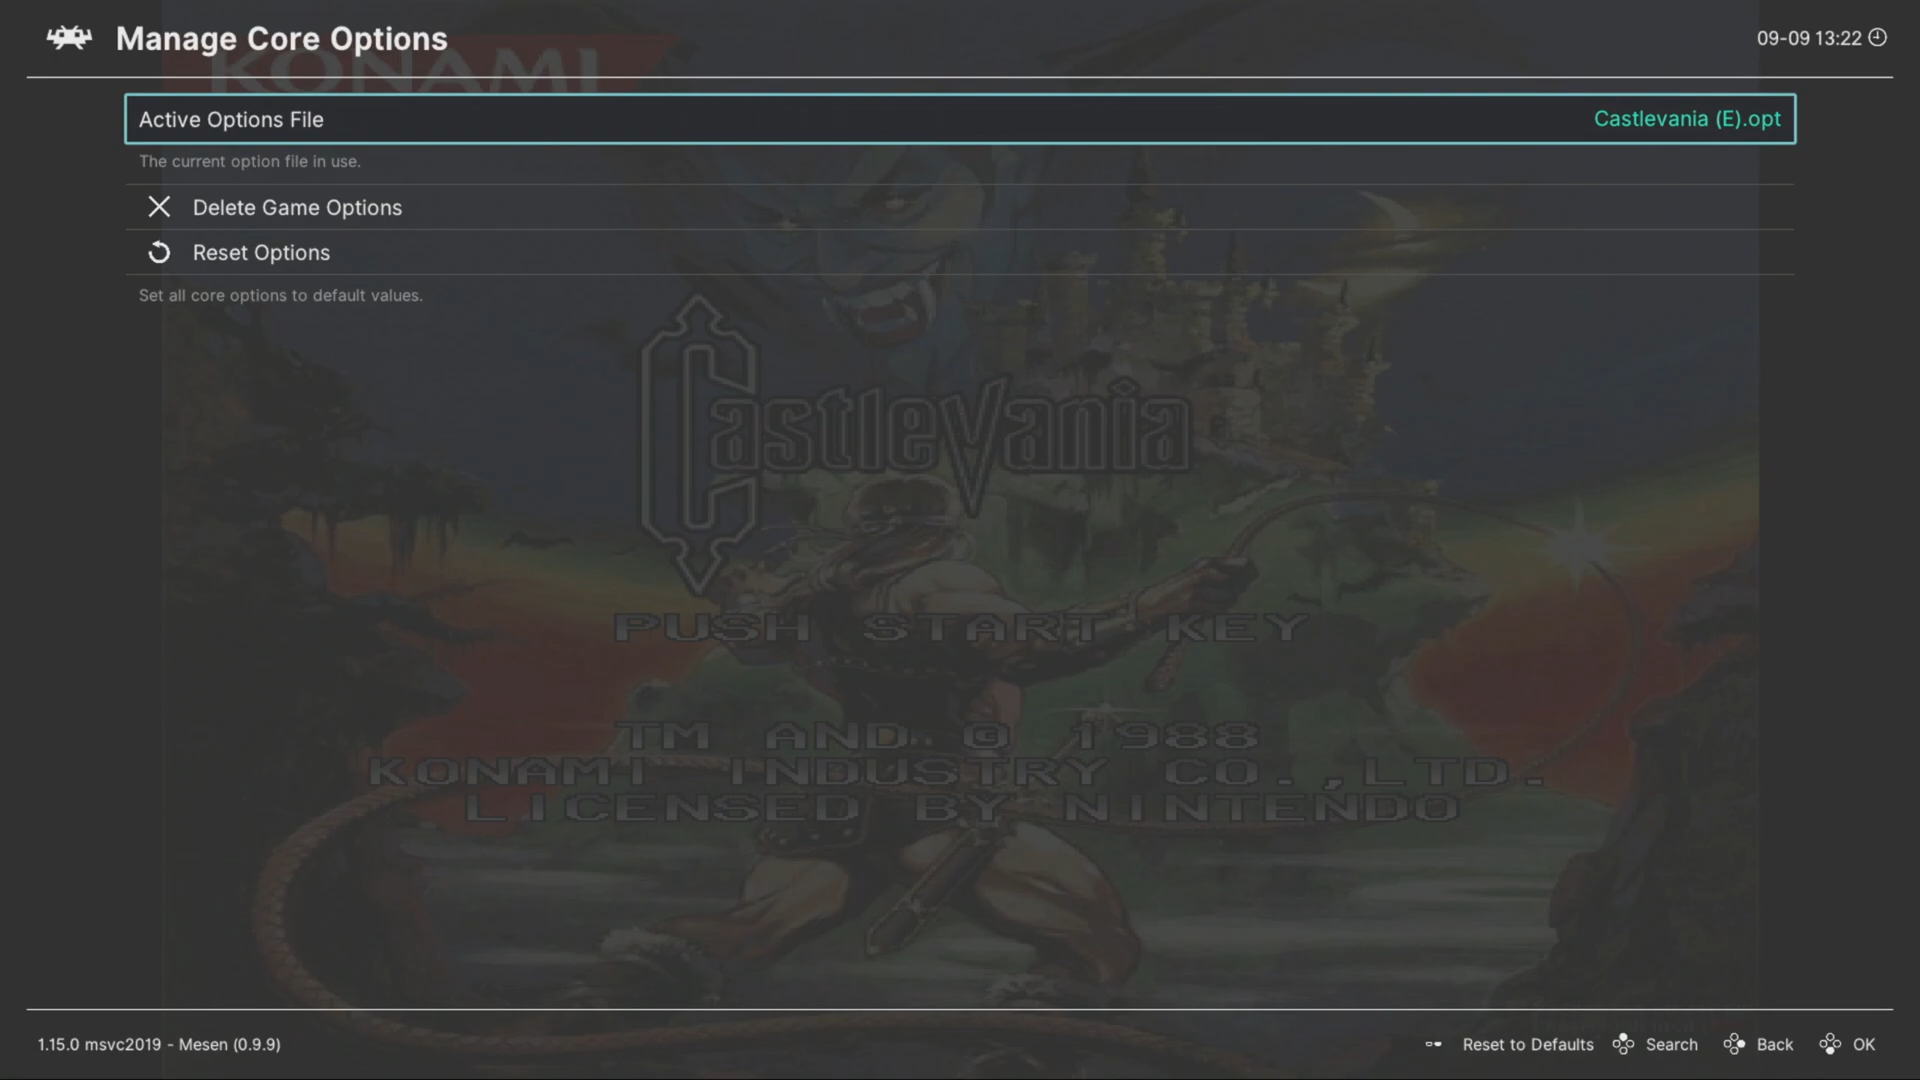 Manage Core Options
09-09 13:22
KONAMI
Active Options File
Castlevania (E).opt
The current option file in use.
Delete Game Options
Reset Options
Set all core options to default values.
Castlevania
PUSH START KEY
TM AND © 1988
KONAMI INDUSTRY CO.,LTD.
LICENSED BY NINTENDO
1.15.0 msvc2019 - Mesen (0.9.9)
Reset to Defaults
Search
Back
OK